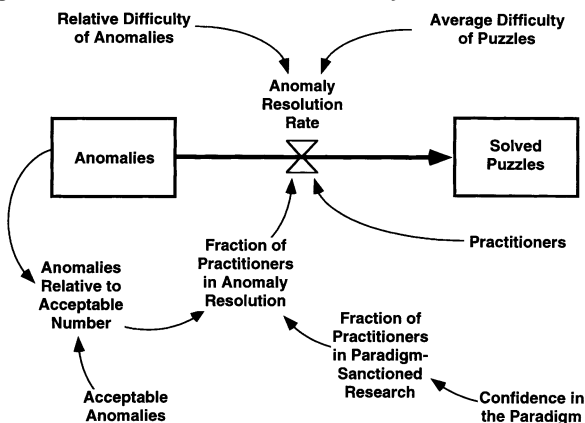 Relative Difficulty
of Anomalies
Average Difficulty
of Puzzles
Anomaly
Resolution
Rate
Anomalies
Solved
Puzzles
Practitioners
Fraction of
Practitioners
in Anomaly
Resolution
Anomalies
Relative to
Acceptable
Number
Fraction of
Practitioners
in Paradigm-
Sanctioned
Research
Acceptable
Anomalies
Confidence in
the Paradigm